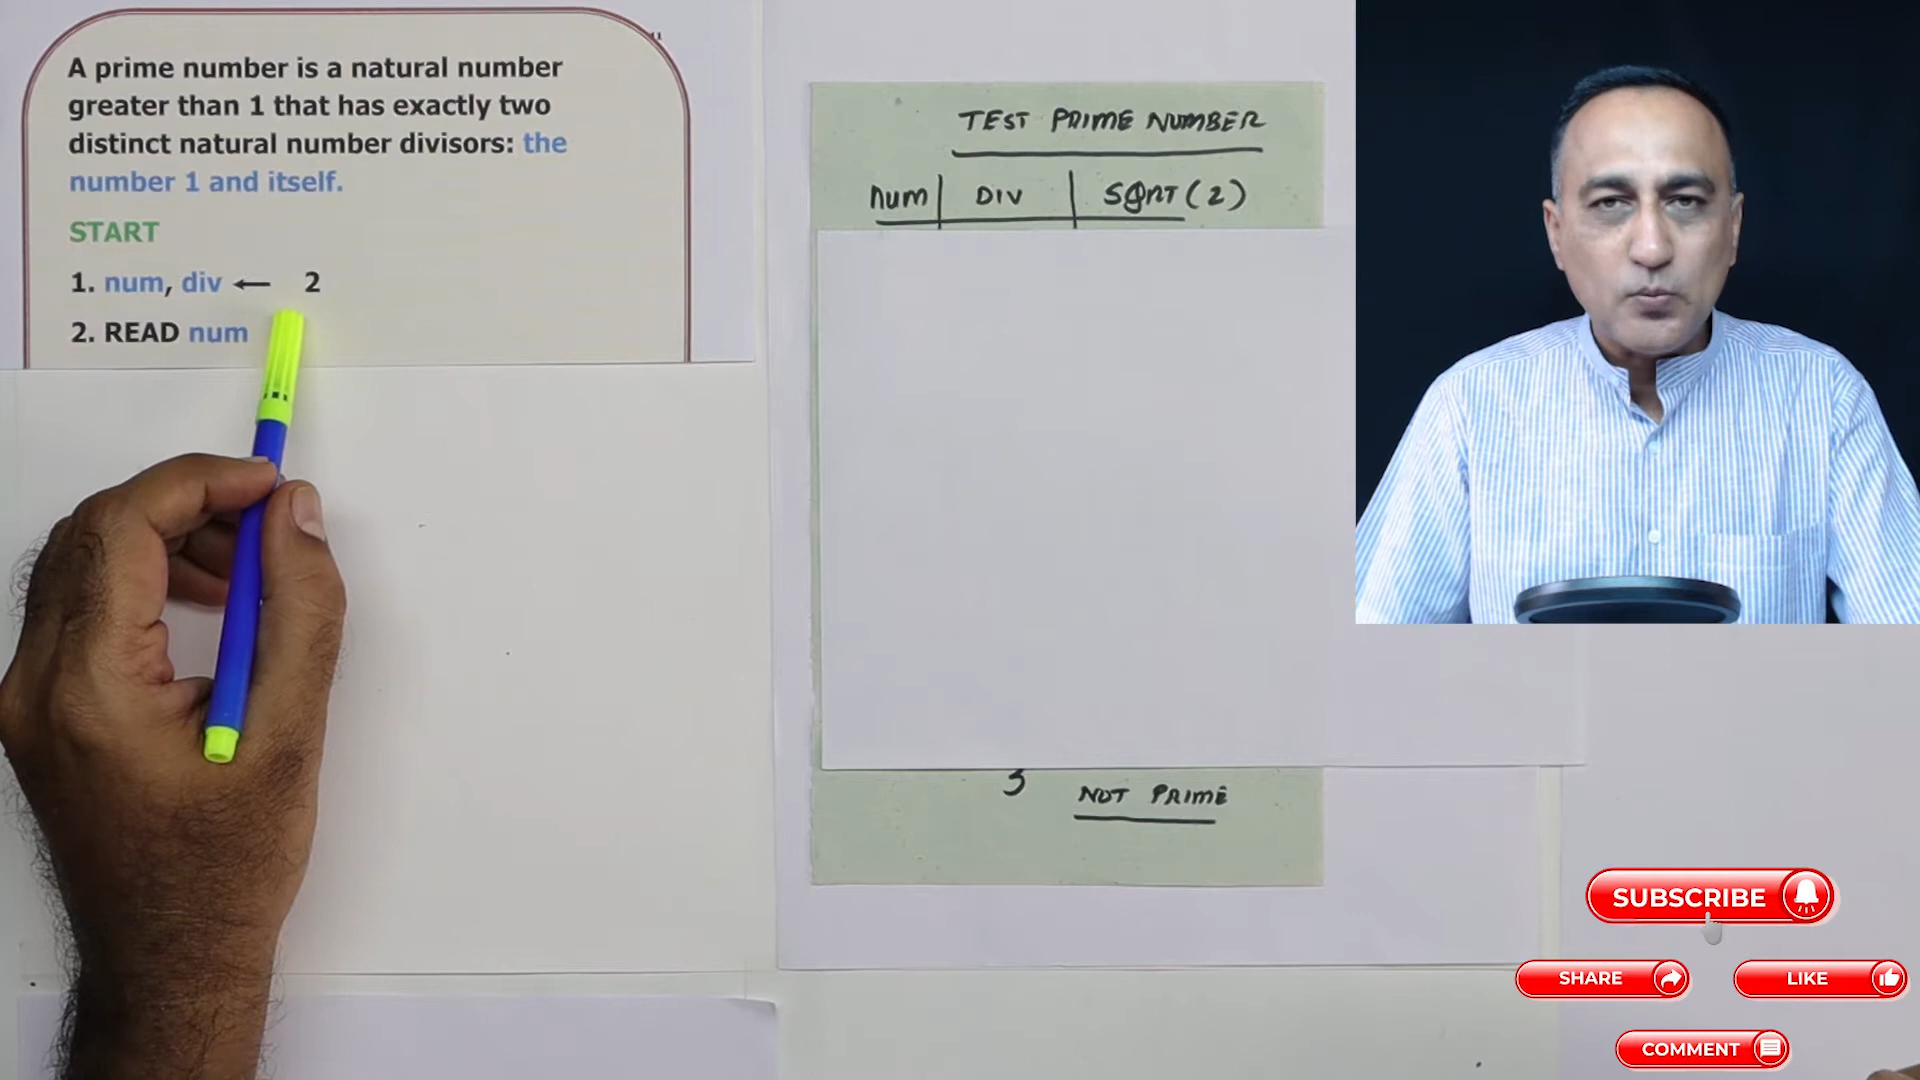 A prime number is a natural number
greater than 1 that has exactly two
distinct natural number divisors: the
number 1 and itself.
START
1. num, div ← 2
2. READ num
TEST PRIME NUMBER
Num | DIV | SQRT (2)
3 NOT PRIME
SUBSCRIBE
SHARE
LIKE
COMMENT